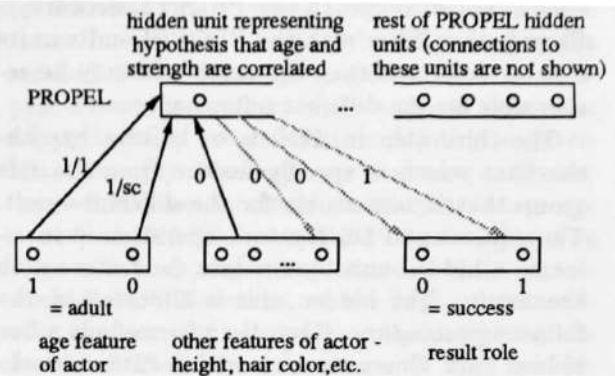 hidden unit representing
hypothesis that age and
strength are correlated
rest of PROPEL hidden
units (connections to
these units are not shown)
PROPEL
...
1/1
1/sc
0
0
0
1
...
1
0
0
1
= adult
= success
age feature
of actor
other features of actor -
height, hair color,etc.
result role